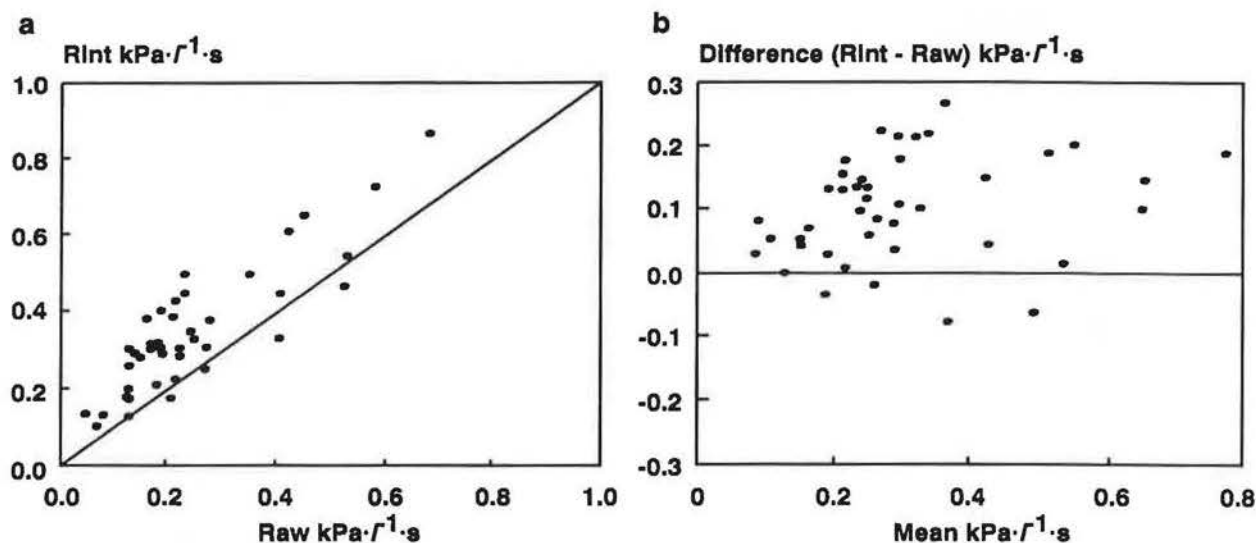 a
RInt kPa·l⁻¹·s
1.0
0.8
0.6
0.4
0.2
0.0
0.0 0.2 0.4 0.6 0.8 1.0
Raw kPa·l⁻¹·s
b
Difference (RInt - Raw) kPa·l⁻¹·s
0.3
0.2
0.1
0.0
-0.1
-0.2
-0.3
0 0.2 0.4 0.6 0.8
Mean kPa·l⁻¹·s